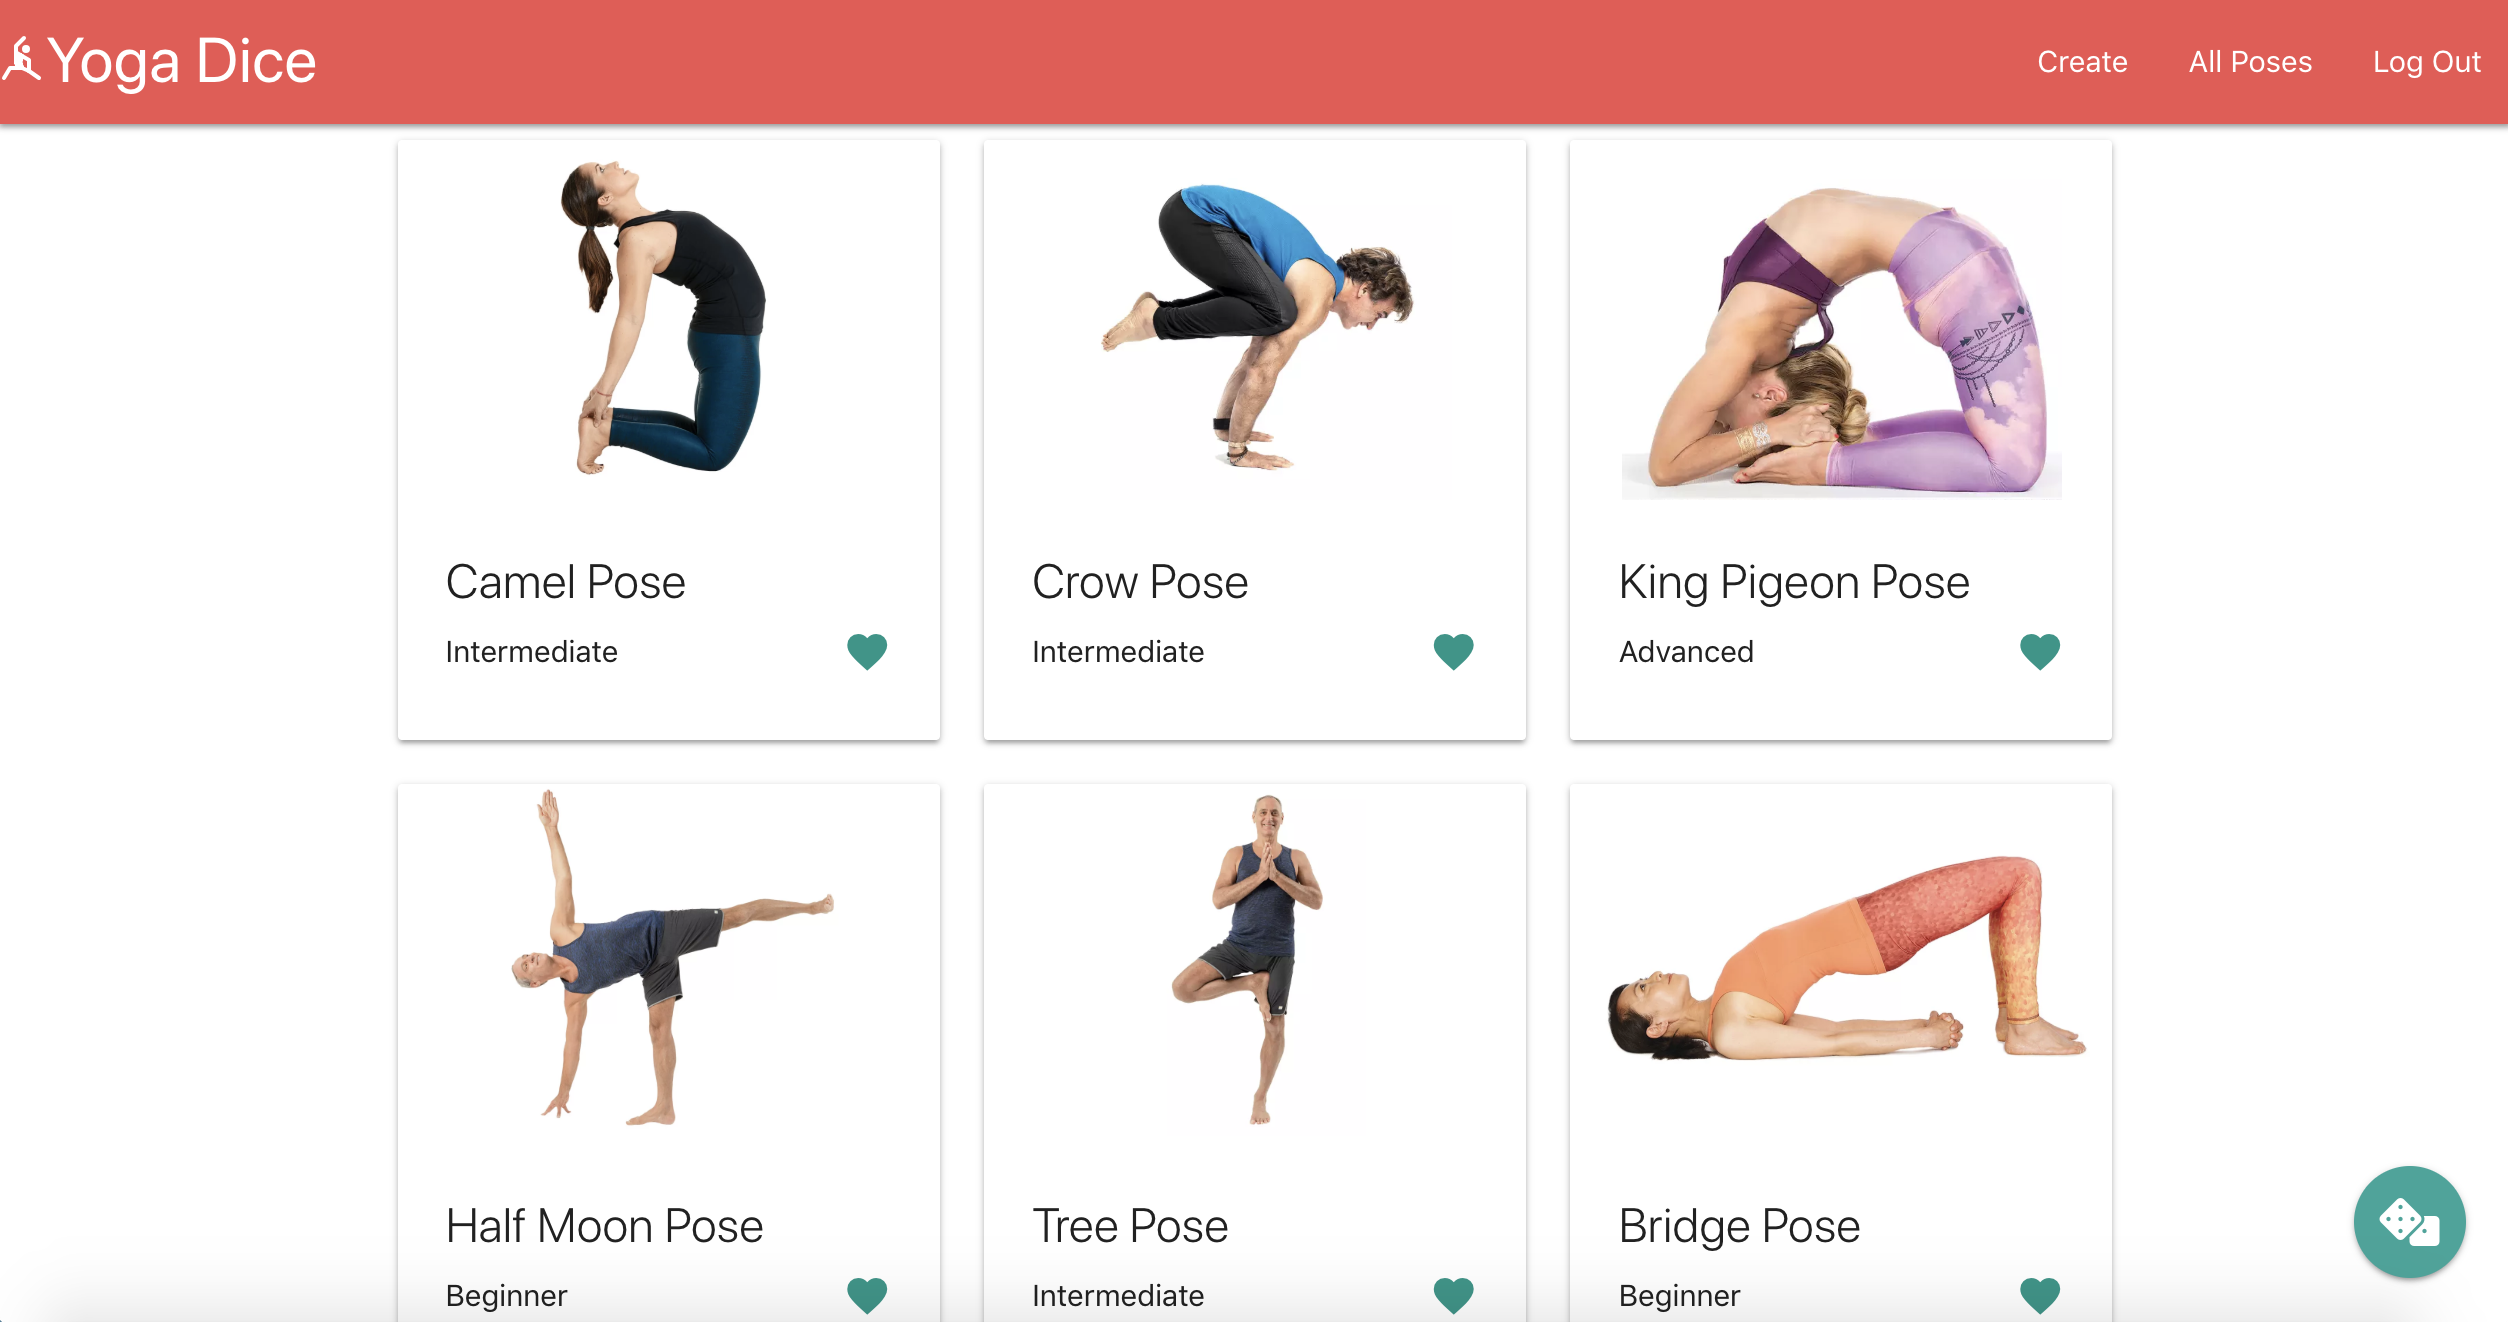 Yoga Dice
Create
All Poses
Log Out
Camel Pose
Intermediate
Crow Pose
Intermediate
King Pigeon Pose
Advanced
Half Moon Pose
Beginner
Tree Pose
Intermediate
Bridge Pose
Beginner